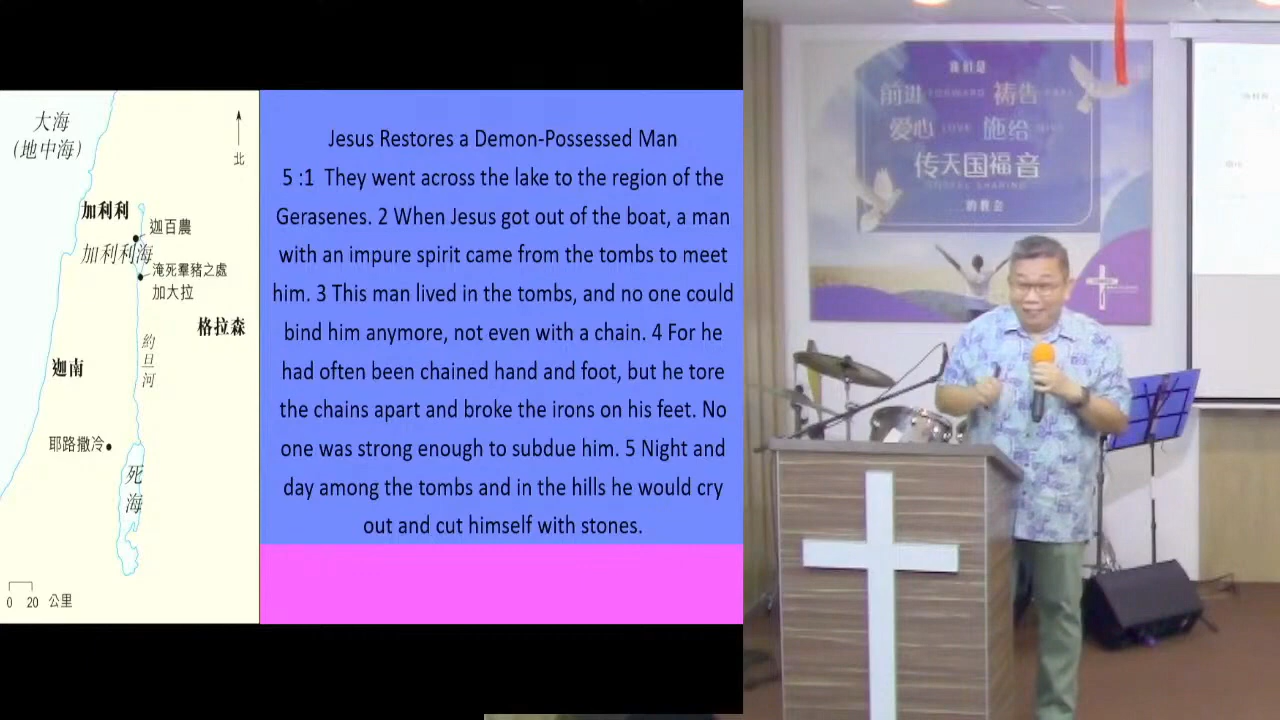 大海
(地中海)
北
加利利
迦百農
加利利海
淹死羣豬之處
加大拉
格拉森
約旦河
迦南
耶路撒冷
死海
0 20 公里
Jesus Restores a Demon-Possessed Man
5 :1 They went across the lake to the region of the
Gerasenes. 2 When Jesus got out of the boat, a man
with an impure spirit came from the tombs to meet
him. 3 This man lived in the tombs, and no one could
bind him anymore, not even with a chain. 4 For he
had often been chained hand and foot, but he tore
the chains apart and broke the irons on his feet. No
one was strong enough to subdue him. 5 Night and
day among the tombs and in the hills he would cry
out and cut himself with stones.
我们是
前进 FORWARD 祷告
爱心 LOVE 施给
传天国福音
的教会